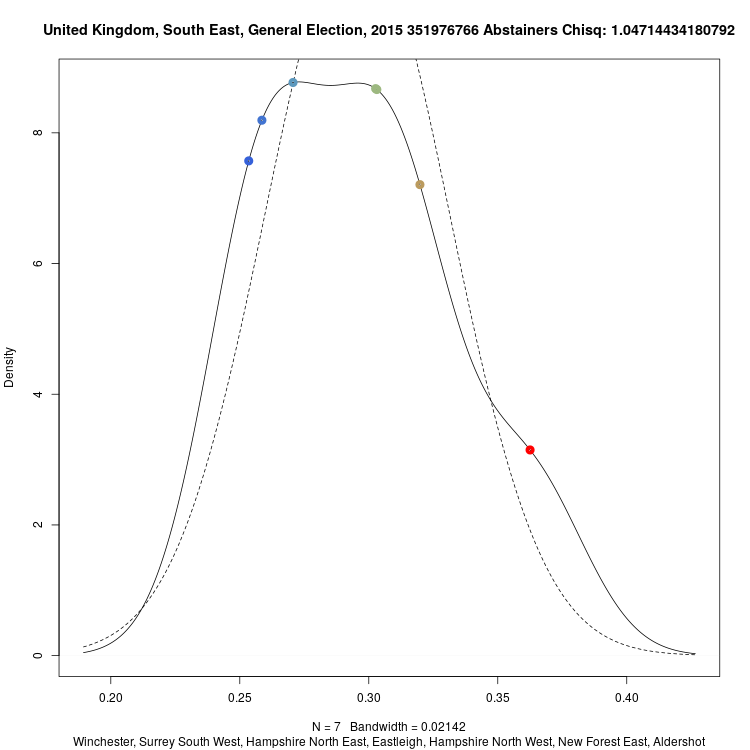 United Kingdom, South East, General Election, 2015 351976766 Abstainers Chisq: 1.04714434180792
8
6
4
2
0
Density
0.20 0.25 0.30 0.35 0.40
N = 7 Bandwidth = 0.02142
Winchester, Surrey South West, Hampshire North East, Eastleigh, Hampshire North West, New Forest East, Aldershot